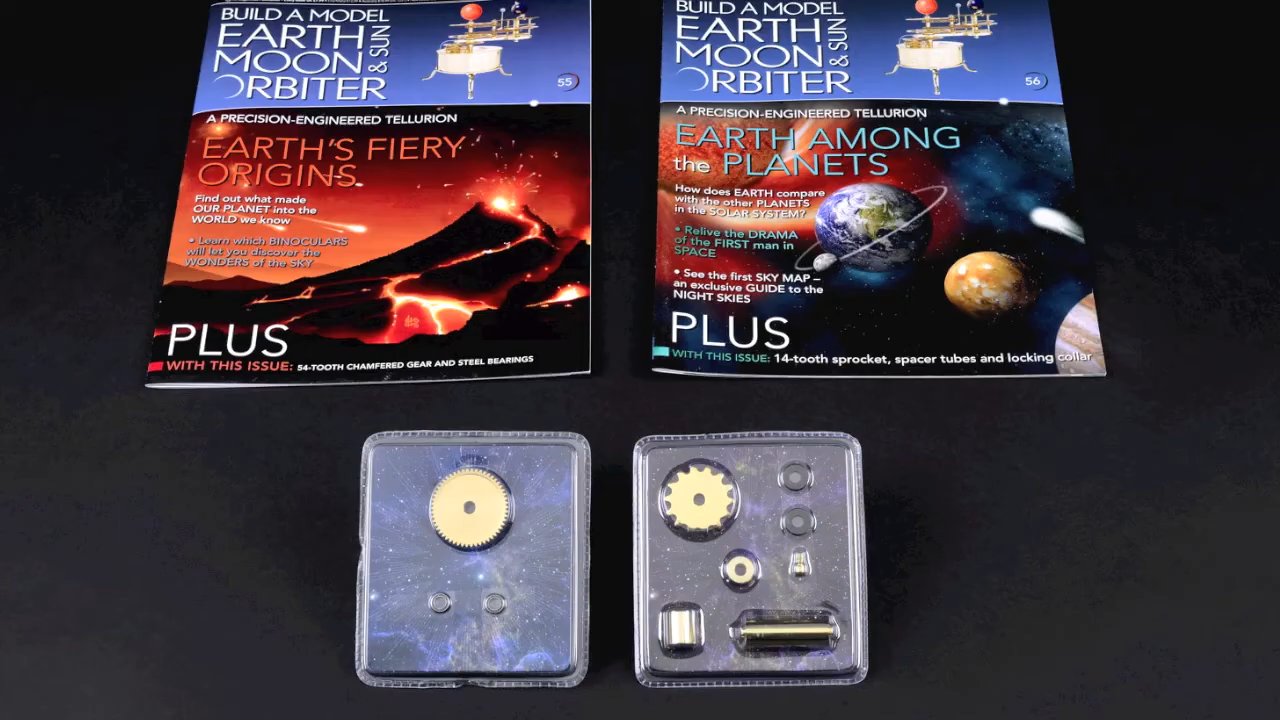 BUILD A MODEL
EARTH
MOON
& SUN
ORBITER
55
A PRECISION-ENGINEERED TELLURION
EARTH'S FIERY
ORIGINS
Find out what made
OUR PLANET into the
WORLD we know
• Learn which BINOCULARS
will let you discover the
WONDERS of the SKY
PLUS
WITH THIS ISSUE: 54-TOOTH CHAMFERED GEAR AND STEEL BEARINGS
BUILD A MODEL
EARTH
MOON
& SUN
ORBITER
56
A PRECISION-ENGINEERED TELLURION
EARTH AMONG
the PLANETS
How does EARTH compare
with the other PLANETS
in the SOLAR SYSTEM?
• Relive the DRAMA
of the FIRST man in
SPACE
• See the first SKY MAP –
an exclusive GUIDE to the
NIGHT SKIES
PLUS
WITH THIS ISSUE: 14-tooth sprocket, spacer tubes and locking collar